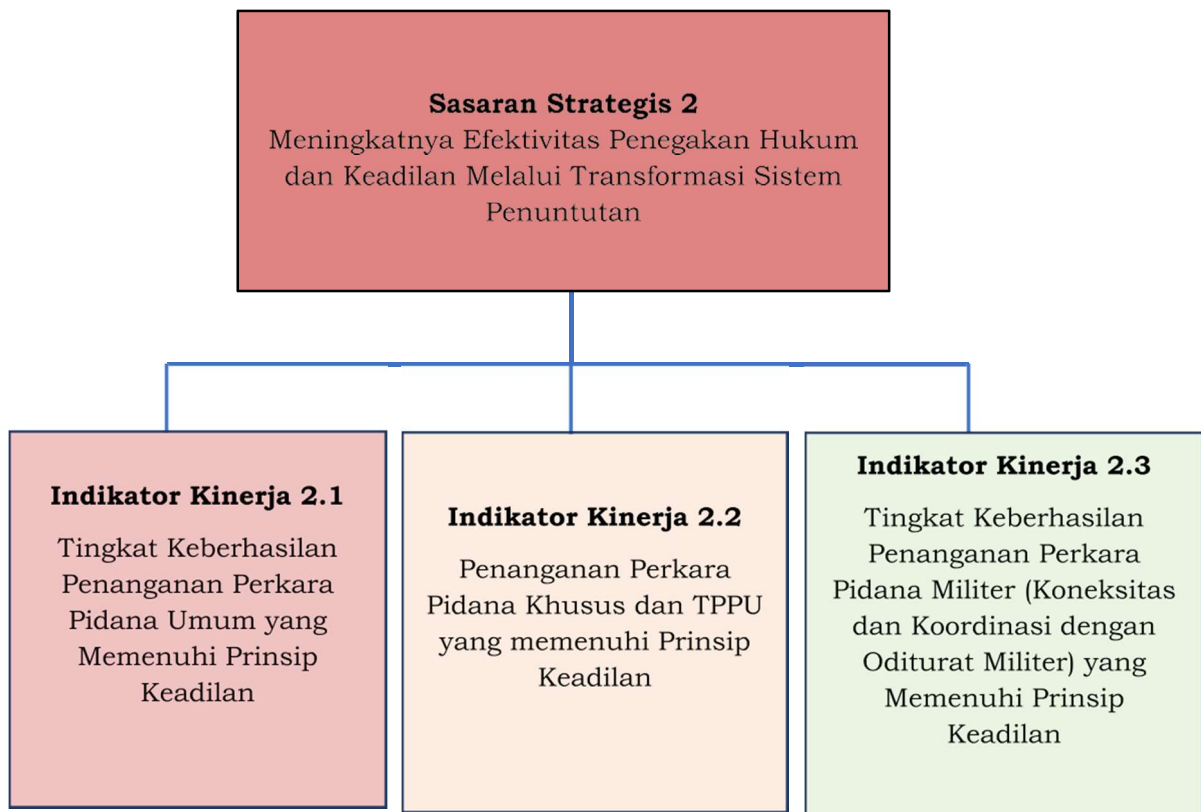 Sasaran Strategis 2
Meningkatnya Efektivitas Penegakan Hukum
dan Keadilan Melalui Transformasi Sistem
Penuntutan
Indikator Kinerja 2.1
Tingkat Keberhasilan
Penanganan Perkara
Pidana Umum yang
Memenuhi Prinsip
Keadilan
Indikator Kinerja 2.2
Penanganan Perkara
Pidana Khusus dan TPPU
yang memenuhi Prinsip
Keadilan
Indikator Kinerja 2.3
Tingkat Keberhasilan
Penanganan Perkara
Pidana Militer (Koneksitas
dan Koordinasi dengan
Oditurat Militer) yang
Memenuhi Prinsip
Keadilan